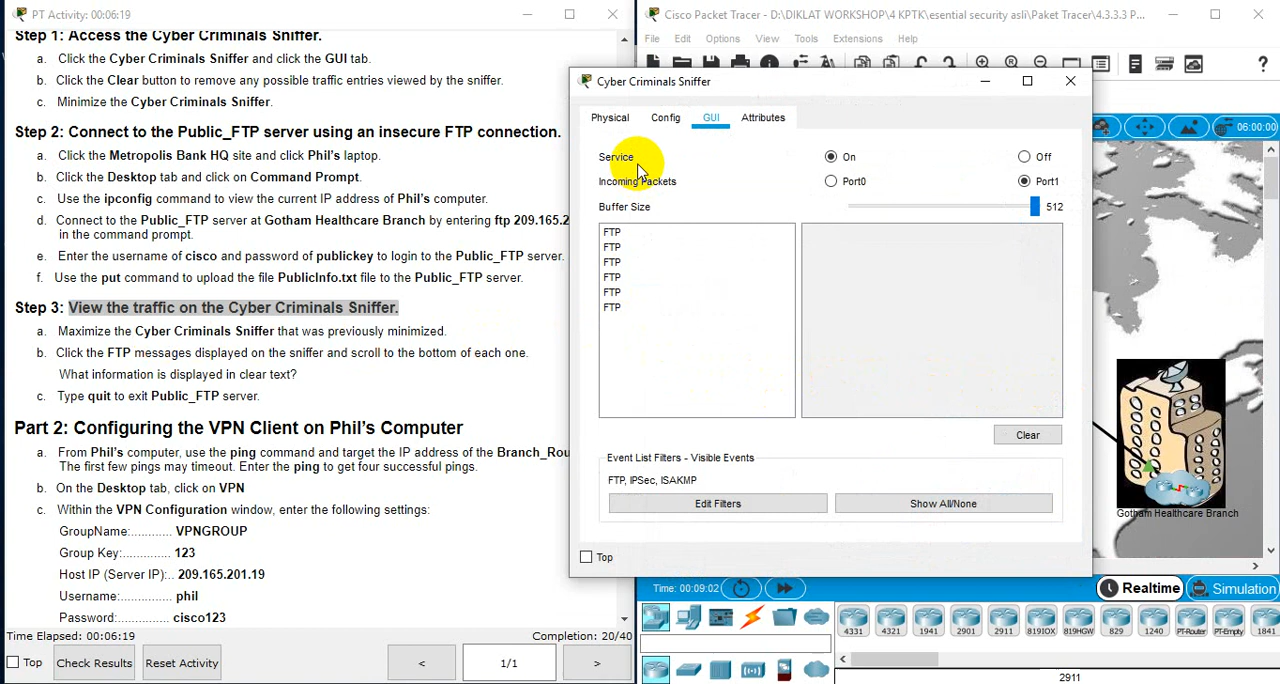 PT Activity: 00:06:19
Step 1: Access the Cyber Criminals Sniffer.
a. Click the Cyber Criminals Sniffer and click the GUI tab.
b. Click the Clear button to remove any possible traffic entries viewed by the sniffer.
c. Minimize the Cyber Criminals Sniffer.
Step 2: Connect to the Public_FTP server using an insecure FTP connection.
a. Click the Metropolis Bank HQ site and click Phil's laptop.
b. Click the Desktop tab and click on Command Prompt.
c. Use the ipconfig command to view the current IP address of Phil's computer.
d. Connect to the Public_FTP server at Gotham Healthcare Branch by entering ftp 209.165.2
in the command prompt.
e. Enter the username of cisco and password of publickey to login to the Public_FTP server.
f. Use the put command to upload the file PublicInfo.txt file to the Public_FTP server.
Step 3: View the traffic on the Cyber Criminals Sniffer.
a. Maximize the Cyber Criminals Sniffer that was previously minimized.
b. Click the FTP messages displayed on the sniffer and scroll to the bottom of each one.
What information is displayed in clear text?
c. Type quit to exit Public_FTP server.
Part 2: Configuring the VPN Client on Phil's Computer
a. From Phil's computer, use the ping command and target the IP address of the Branch_Rou
The first few pings may timeout. Enter the ping to get four successful pings.
b. On the Desktop tab, click on VPN
c. Within the VPN Configuration window, enter the following settings:
GroupName:............ VPNGROUP
Group Key:............... 123
Host IP (Server IP):.. 209.165.201.19
Username:............... phil
Password:............... cisco123
Time Elapsed: 00:06:19
Completion: 20/40
Top
Check Results
Reset Activity
<
1/1
>
Cisco Packet Tracer - D:\DIKLAT WORKSHOP\4 KPTK\esential security asli\Paket Tracer\4.3.3.3 P...
File Edit Options View Tools Extensions Help
?
06:00:00
Cyber Criminals Sniffer
Physical Config GUI Attributes
Service On Off
Incoming Packets Port0 Port1
Buffer Size 512
FTP
FTP
FTP
FTP
FTP
FTP
Clear
Event List Filters - Visible Events
FTP, IPSec, ISAKMP
Edit Filters
Show All/None
Top
Gotham Healthcare Branch
Time: 00:09:02
Realtime
Simulation
4331 4321 1941 2901 2911 819IOX 819HGW 829 1240 PT-Router PT-Empty 1841
2911